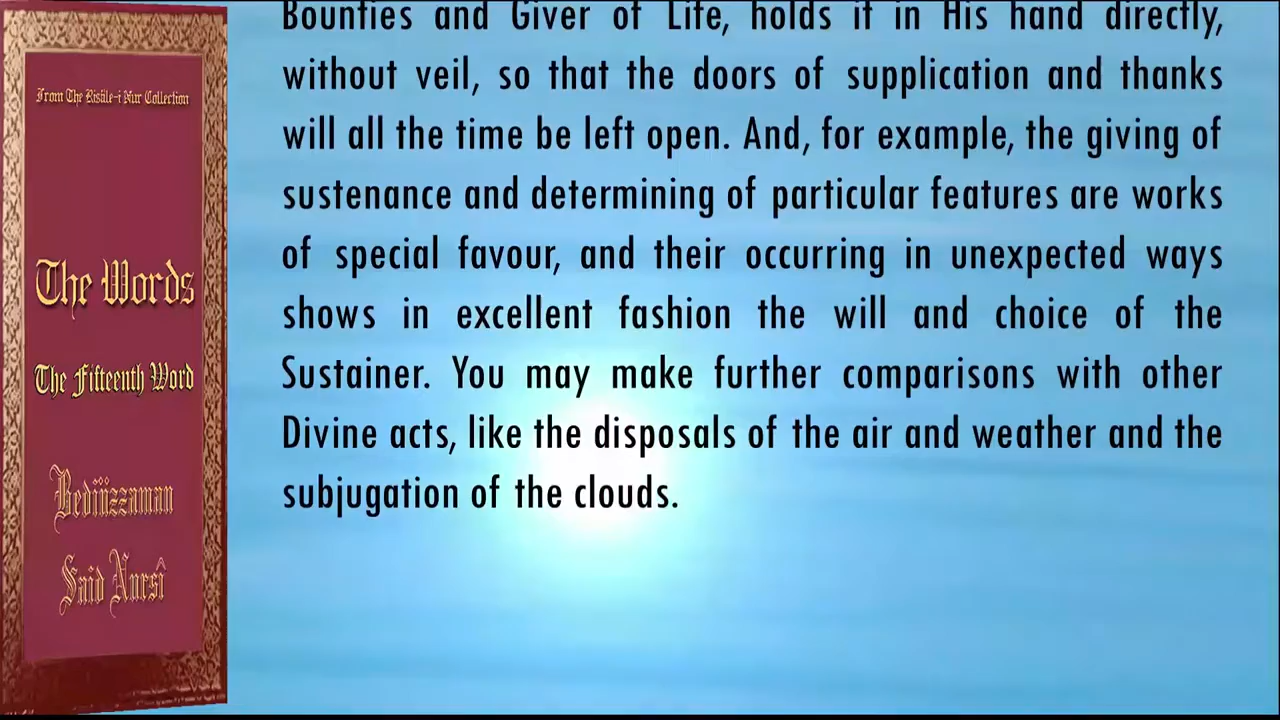 From The Risâle-i Nur Collection
The Words
The Fifteenth Word
Bediüzzaman
Said Nursî
Bounties and Giver of Life, holds it in His hand directly,
without veil, so that the doors of supplication and thanks
will all the time be left open. And, for example, the giving of
sustenance and determining of particular features are works
of special favour, and their occurring in unexpected ways
shows in excellent fashion the will and choice of the
Sustainer. You may make further comparisons with other
Divine acts, like the disposals of the air and weather and the
subjugation of the clouds.